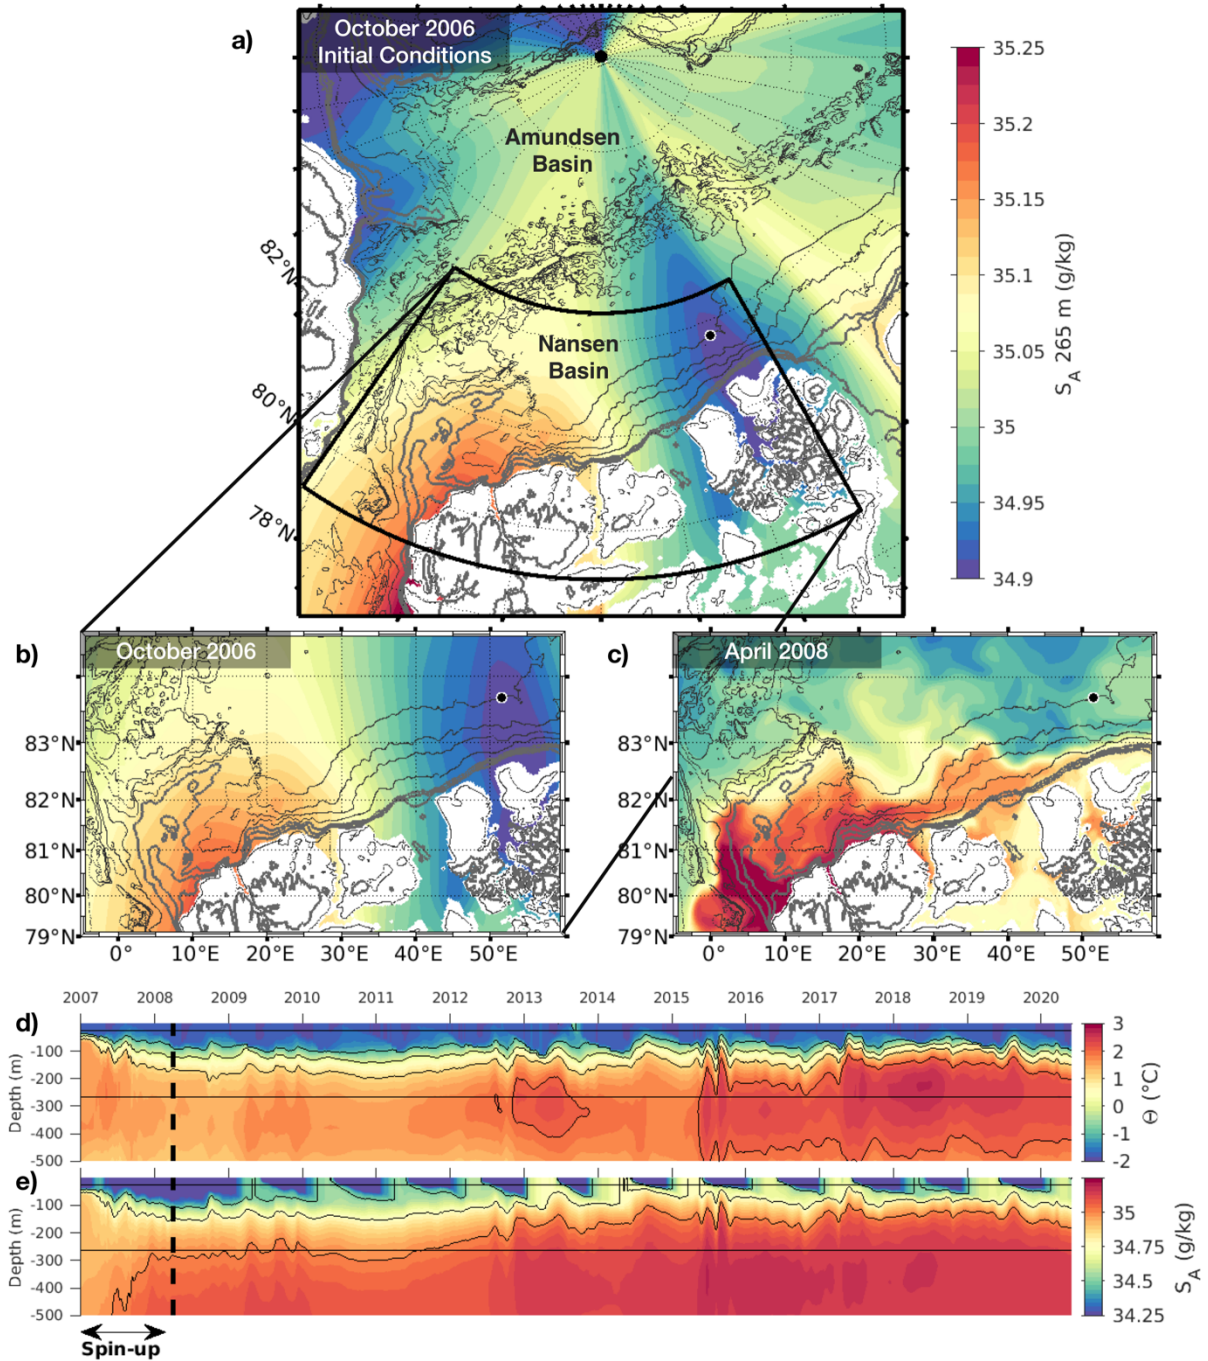 a)
October 2006
Initial Conditions
Amundsen
Basin
Nansen
Basin
82°N
80°N
78°N
35.25
35.2
35.15
35.1
35.05
35
34.95
34.9
S_A 265 m (g/kg)
b)
October 2006
83°N
82°N
81°N
80°N
79°N
0°E
10°E
20°E
30°E
40°E
50°E
c)
April 2008
83°N
82°N
81°N
80°N
79°N
0°
10°E
20°E
30°E
40°E
50°E
2007
2008
2009
2010
2011
2012
2013
2014
2015
2016
2017
2018
2019
2020
d)
-100
-200
-300
-400
-500
Depth (m)
3
2
1
0
-1
-2
Θ (°C)
e)
-100
-200
-300
-400
-500
Depth (m)
35
34.75
34.5
34.25
S_A (g/kg)
Spin-up